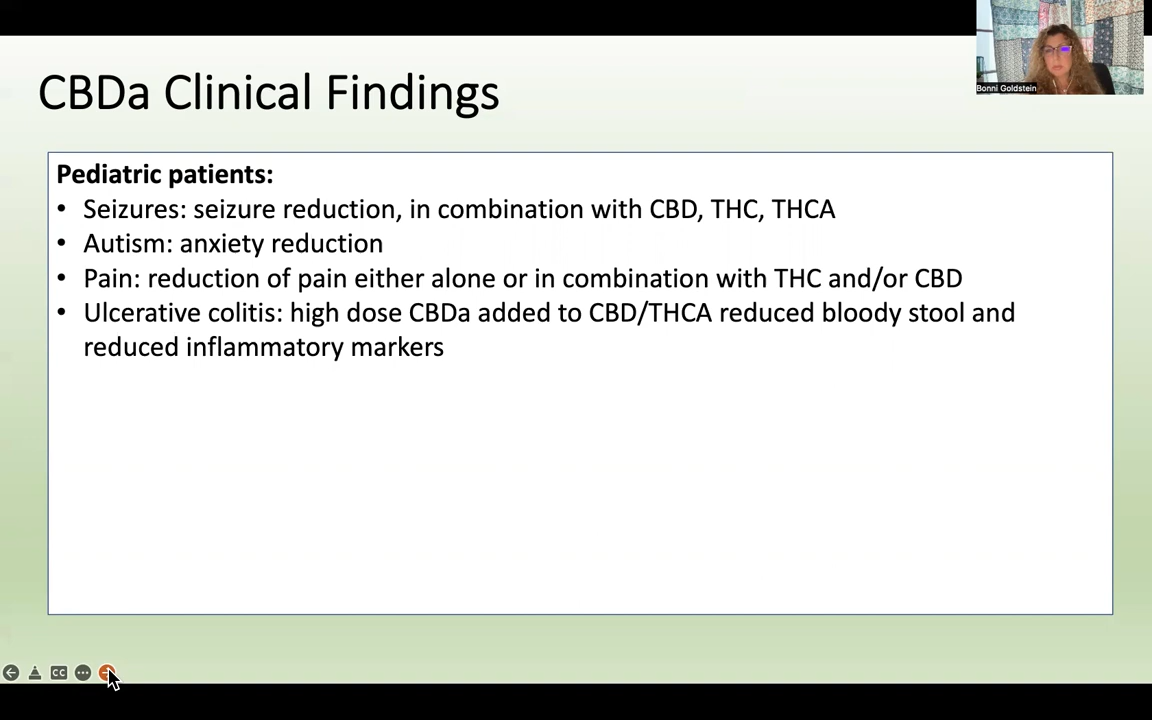 Bonni Goldstein
CBDa Clinical Findings
Pediatric patients:
• Seizures: seizure reduction, in combination with CBD, THC, THCA
• Autism: anxiety reduction
• Pain: reduction of pain either alone or in combination with THC and/or CBD
• Ulcerative colitis: high dose CBDa added to CBD/THCA reduced bloody stool and
reduced inflammatory markers
CC